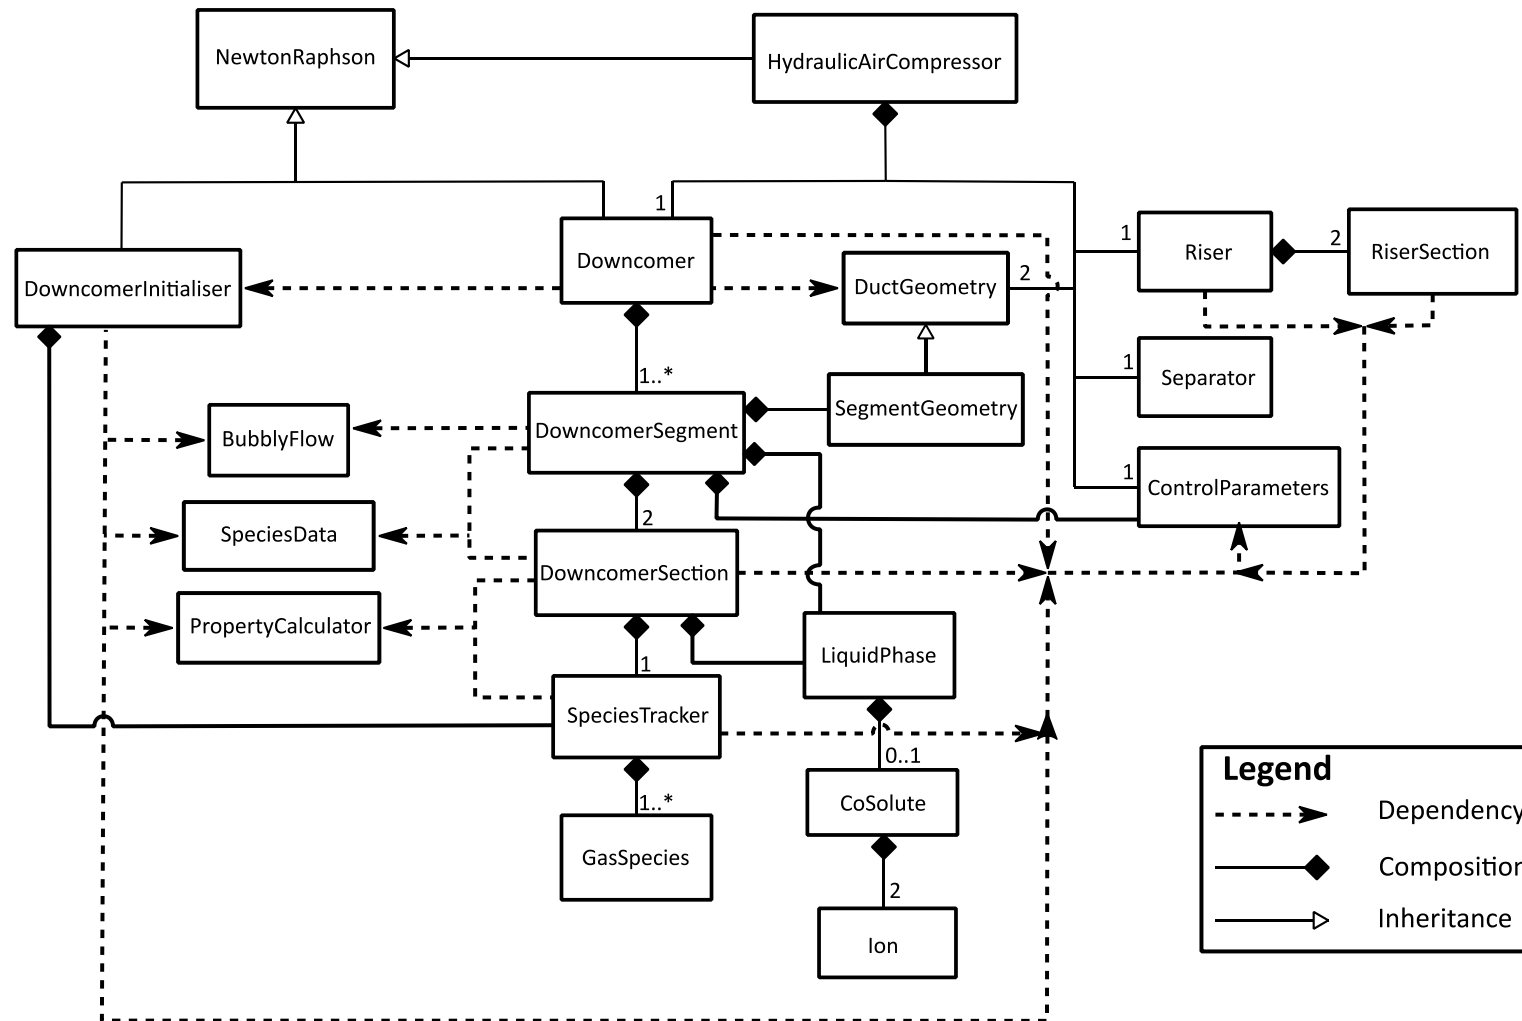 NewtonRaphson
HydraulicAirCompressor
1
Downcomer
DowncomerInitialiser
DuctGeometry
2
1
Riser
2
RiserSection
1..*
SegmentGeometry
1
Separator
BubblyFlow
DowncomerSegment
1
ControlParameters
2
SpeciesData
DowncomerSection
PropertyCalculator
1
LiquidPhase
SpeciesTracker
0..1
1..*
CoSolute
GasSpecies
2
Ion
Legend
Dependency
Composition
Inheritance